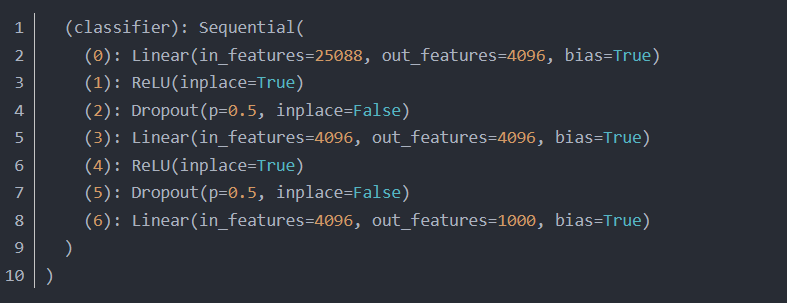 1 (classifier): Sequential(
2 (0): Linear(in_features=25088, out_features=4096, bias=True)
3 (1): ReLU(inplace=True)
4 (2): Dropout(p=0.5, inplace=False)
5 (3): Linear(in_features=4096, out_features=4096, bias=True)
6 (4): ReLU(inplace=True)
7 (5): Dropout(p=0.5, inplace=False)
8 (6): Linear(in_features=4096, out_features=1000, bias=True)
9 )
10 )